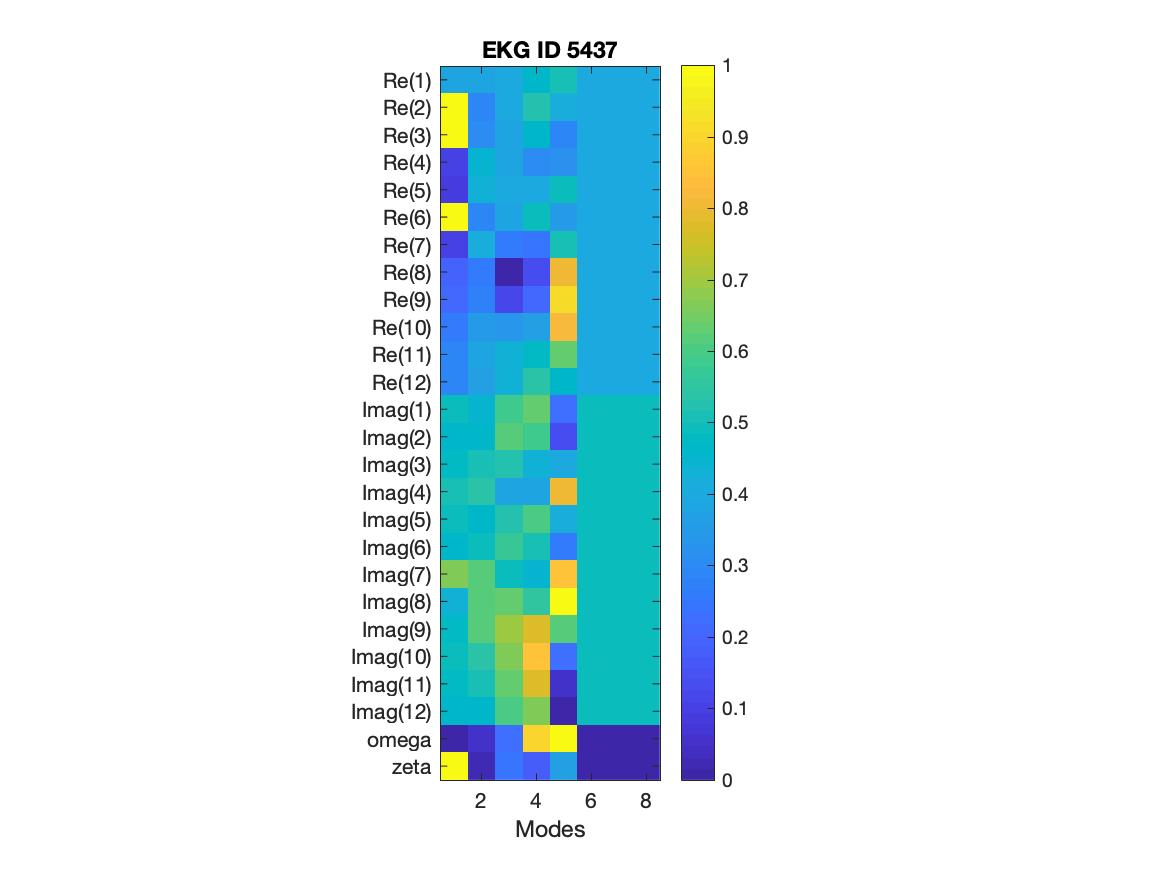 EKG ID 5437
Re(1)
Re(2)
Re(3)
Re(4)
Re(5)
Re(6)
Re(7)
Re(8)
Re(9)
Re(10)
Re(11)
Re(12)
Imag(1)
Imag(2)
Imag(3)
Imag(4)
Imag(5)
Imag(6)
Imag(7)
Imag(8)
Imag(9)
Imag(10)
Imag(11)
Imag(12)
omega
zeta
2 4 6 8
Modes
1
0.9
0.8
0.7
0.6
0.5
0.4
0.3
0.2
0.1
0